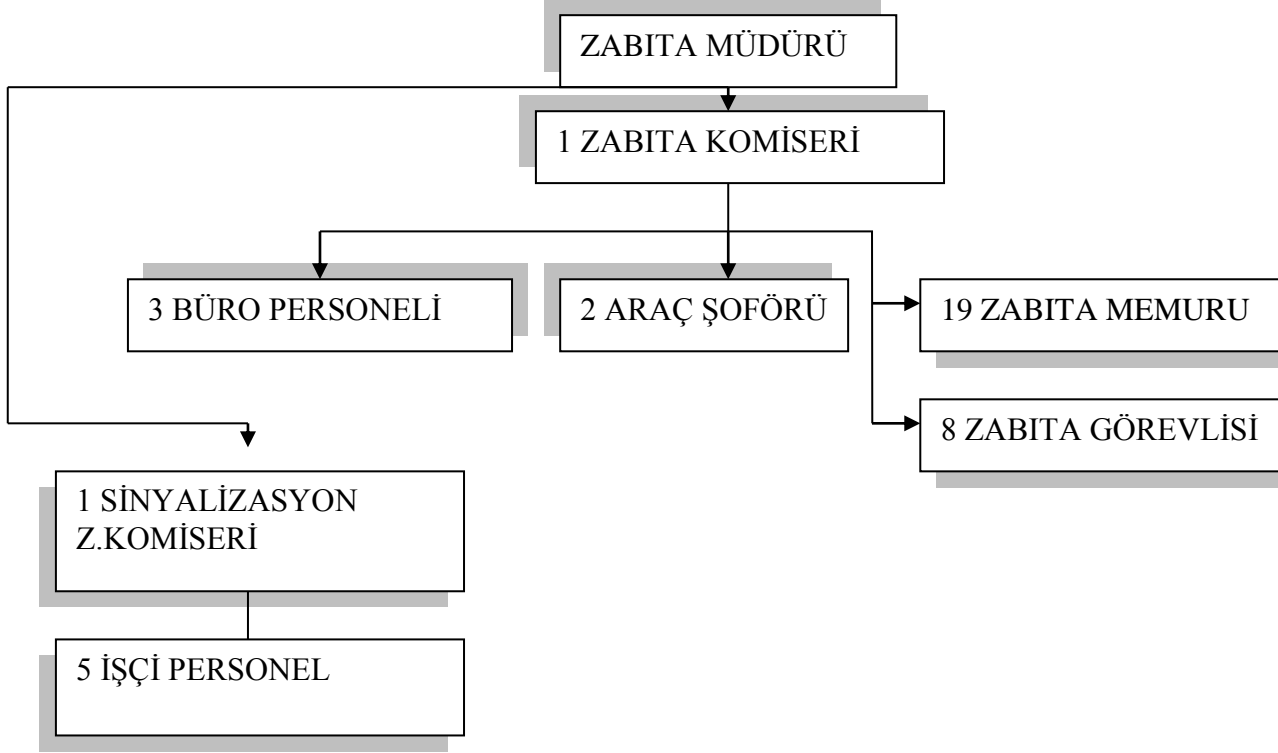 ZABITA MÜDÜRÜ
1 ZABITA KOMİSERİ
3 BÜRO PERSONELİ
2 ARAÇ ŞOFÖRÜ
19 ZABITA MEMURU
8 ZABITA GÖREVLİSİ
1 SİNYALİZASYON
Z.KOMİSERİ
5 İŞÇİ PERSONEL